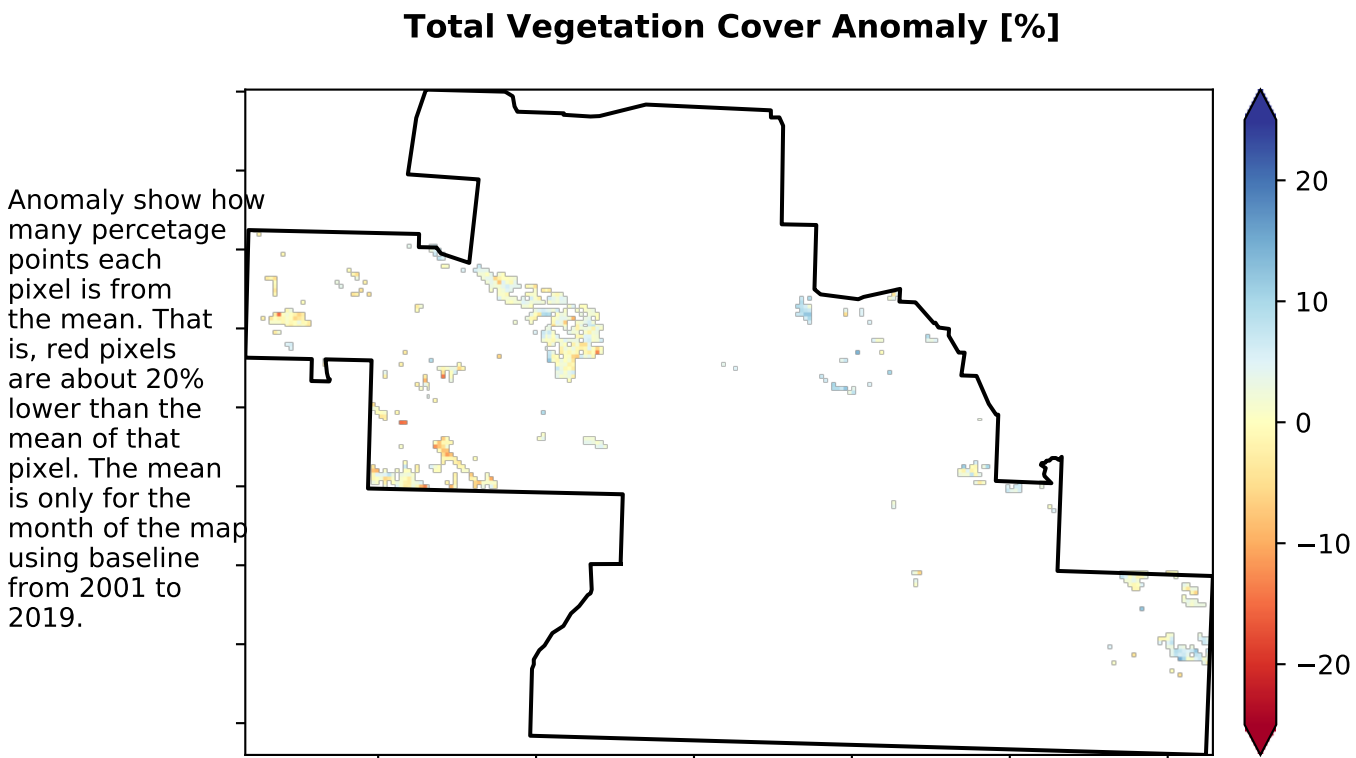 Total Vegetation Cover Anomaly [%]
Anomaly show how
many percetage
points each
pixel is from
the mean. That
is, red pixels
are about 20%
lower than the
mean of that
pixel. The mean
is only for the
month of the map
using baseline
from 2001 to
2019.
20
10
0
−10
−20